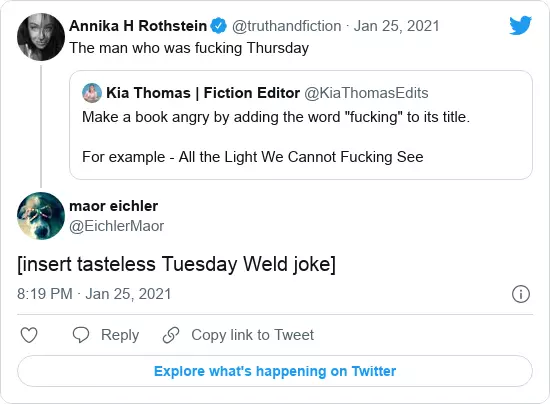 Annika H Rothstein @truthandfiction · Jan 25, 2021
The man who was fucking Thursday
Kia Thomas | Fiction Editor @KiaThomasEdits
Make a book angry by adding the word "fucking" to its title.
For example - All the Light We Cannot Fucking See
maor eichler
@EichlerMaor
[insert tasteless Tuesday Weld joke]
8:19 PM · Jan 25, 2021
Reply
Copy link to Tweet
Explore what's happening on Twitter